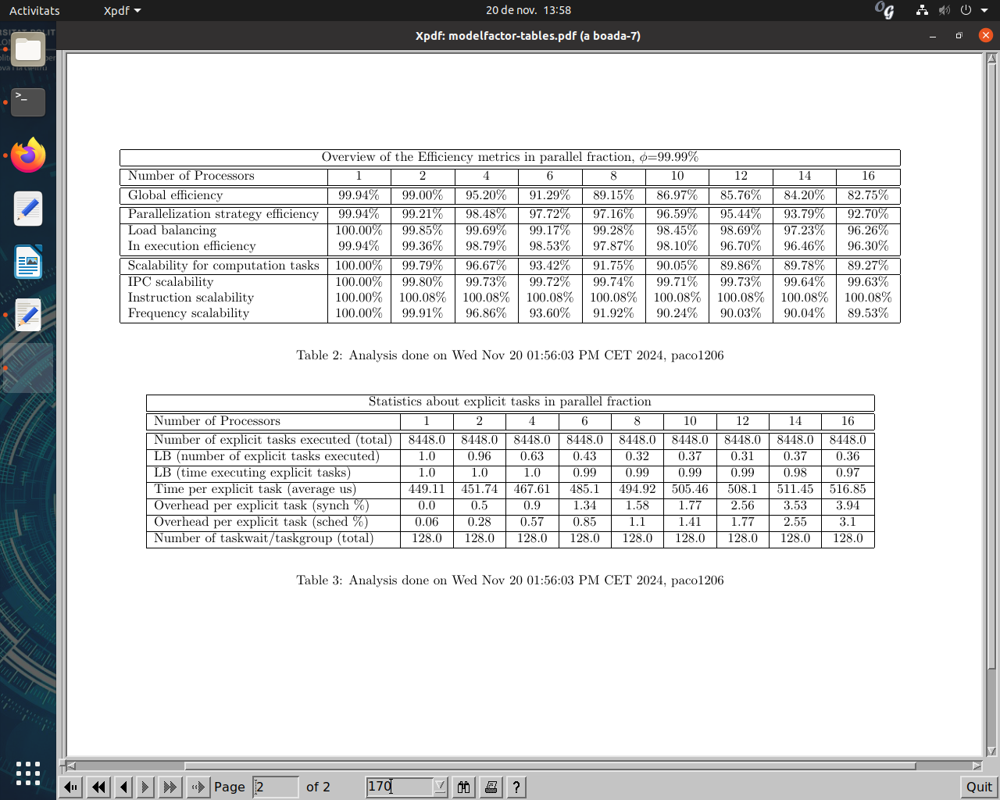 Activitats Xpdf 20 de nov. 13:58
Xpdf: modelfactor-tables.pdf (a boada-7)
Overview of the Efficiency metrics in parallel fraction, ϕ=99.99%
Number of Processors 1 2 4 6 8 10 12 14 16
Global efficiency 99.94% 99.00% 95.20% 91.29% 89.15% 86.97% 85.76% 84.20% 82.75%
Parallelization strategy efficiency 99.94% 99.21% 98.48% 97.72% 97.16% 96.59% 95.44% 93.79% 92.70%
Load balancing 100.00% 99.85% 99.69% 99.17% 99.28% 98.45% 98.69% 97.23% 96.26%
In execution efficiency 99.94% 99.36% 98.79% 98.53% 97.87% 98.10% 96.70% 96.46% 96.30%
Scalability for computation tasks 100.00% 99.79% 96.67% 93.42% 91.75% 90.05% 89.86% 89.78% 89.27%
IPC scalability 100.00% 99.80% 99.73% 99.72% 99.74% 99.71% 99.73% 99.64% 99.63%
Instruction scalability 100.00% 100.08% 100.08% 100.08% 100.08% 100.08% 100.08% 100.08% 100.08%
Frequency scalability 100.00% 99.91% 96.86% 93.60% 91.92% 90.24% 90.03% 90.04% 89.53%
Table 2: Analysis done on Wed Nov 20 01:56:03 PM CET 2024, paco1206
Statistics about explicit tasks in parallel fraction
Number of Processors 1 2 4 6 8 10 12 14 16
Number of explicit tasks executed (total) 8448.0 8448.0 8448.0 8448.0 8448.0 8448.0 8448.0 8448.0 8448.0
LB (number of explicit tasks executed) 1.0 0.96 0.63 0.43 0.32 0.37 0.31 0.37 0.36
LB (time executing explicit tasks) 1.0 1.0 1.0 0.99 0.99 0.99 0.99 0.98 0.97
Time per explicit task (average us) 449.11 451.74 467.61 485.1 494.92 505.46 508.1 511.45 516.85
Overhead per explicit task (synch %) 0.0 0.5 0.9 1.34 1.58 1.77 2.56 3.53 3.94
Overhead per explicit task (sched %) 0.06 0.28 0.57 0.85 1.1 1.41 1.77 2.55 3.1
Number of taskwait/taskgroup (total) 128.0 128.0 128.0 128.0 128.0 128.0 128.0 128.0 128.0
Table 3: Analysis done on Wed Nov 20 01:56:03 PM CET 2024, paco1206
Page 2 of 2 170 ? Quit